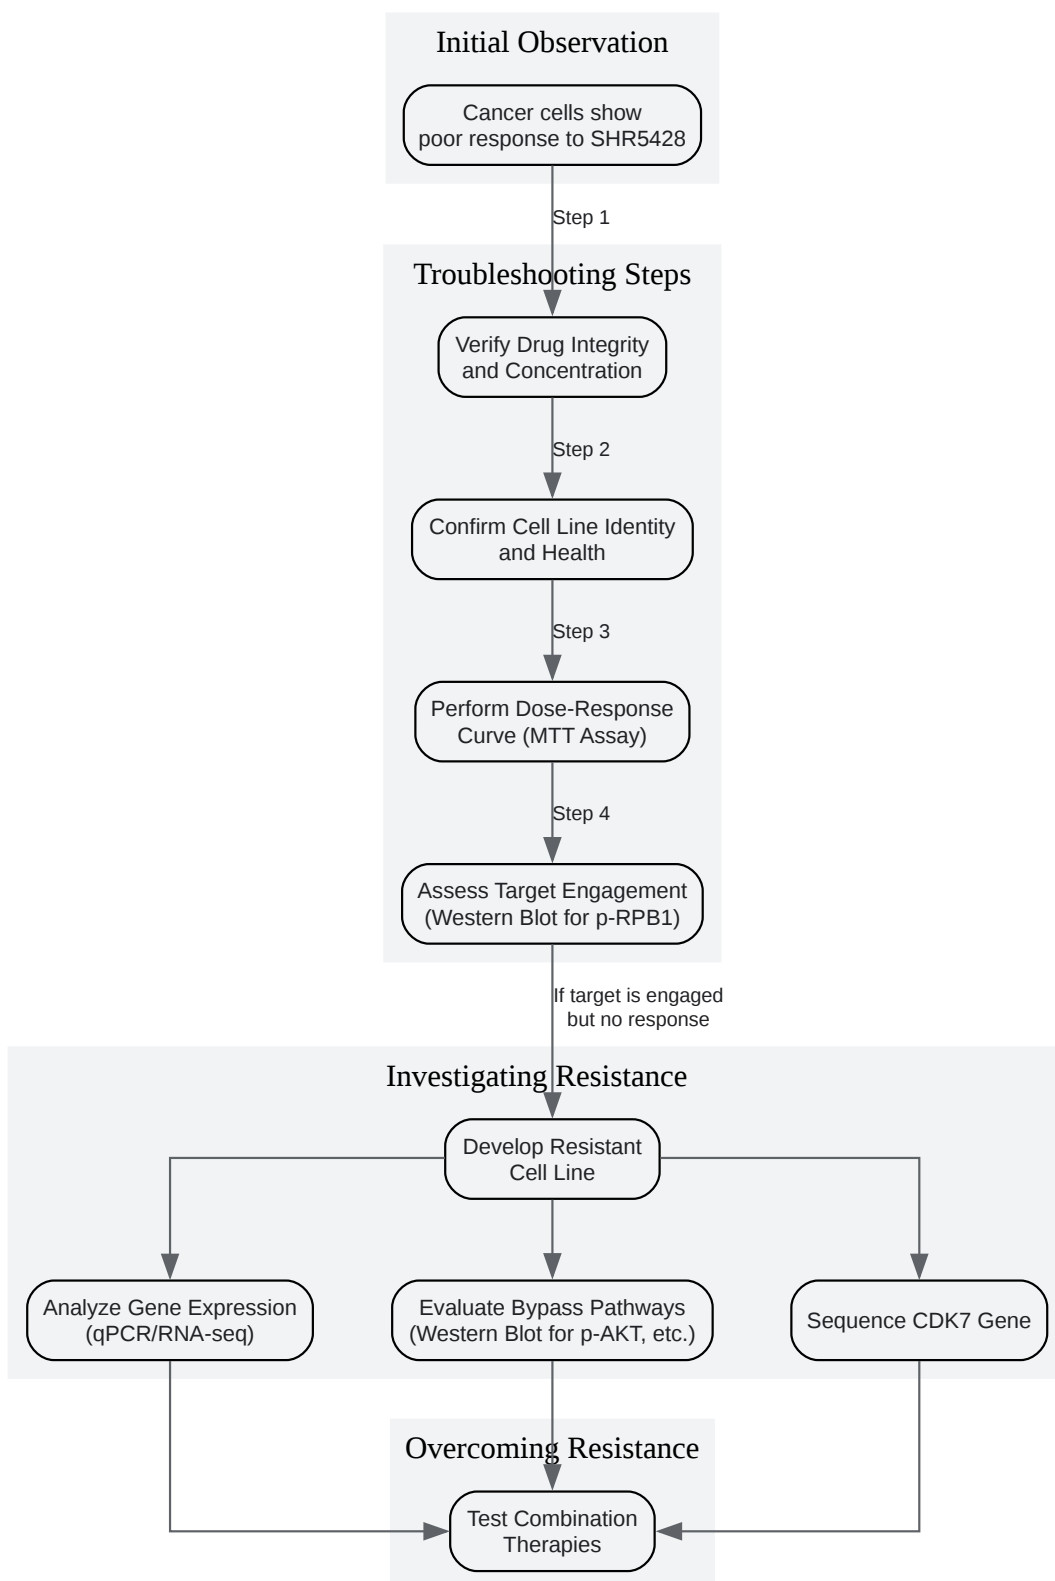 Initial Observation
Cancer cells show
poor response to SHR5428
Step 1
Troubleshooting Steps
Verify Drug Integrity
and Concentration
Step 2
Confirm Cell Line Identity
and Health
Step 3
Perform Dose-Response
Curve (MTT Assay)
Step 4
Assess Target Engagement
(Western Blot for p-RPB1)
If target is engaged
but no response
Investigating Resistance
Develop Resistant
Cell Line
Analyze Gene Expression
(qPCR/RNA-seq)
Evaluate Bypass Pathways
(Western Blot for p-AKT, etc.)
Sequence CDK7 Gene
Overcoming Resistance
Test Combination
Therapies